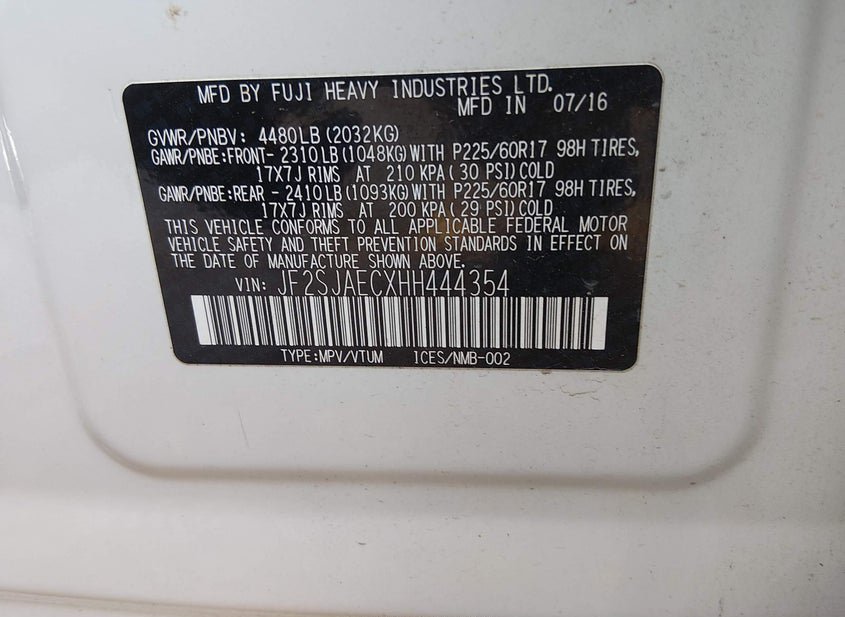 MFD BY FUJI HEAVY INDUSTRIES LTD.
MFD IN 07/16
GVWR/PNBV: 4480LB (2032KG)
GAWR/PNBE:FRONT- 2310LB (1048KG) WITH P225/60R17 98H TIRES,
17X7J RIMS AT 210 KPA (30 PSI) COLD
GAWR/PNBE:REAR - 2410LB (1093KG) WITH P225/60R17 98H TIRES,
17X7J RIMS AT 200 KPA (29 PSI) COLD
THIS VEHICLE CONFORMS TO ALL APPLICABLE FEDERAL MOTOR
VEHICLE SAFETY AND THEFT PREVENTION STANDARDS IN EFFECT ON
THE DATE OF MANUFACTURE SHOWN ABOVE.
VIN: JF2SJAECXHH444354
TYPE:MPV/VTUM ICES/NMB-002